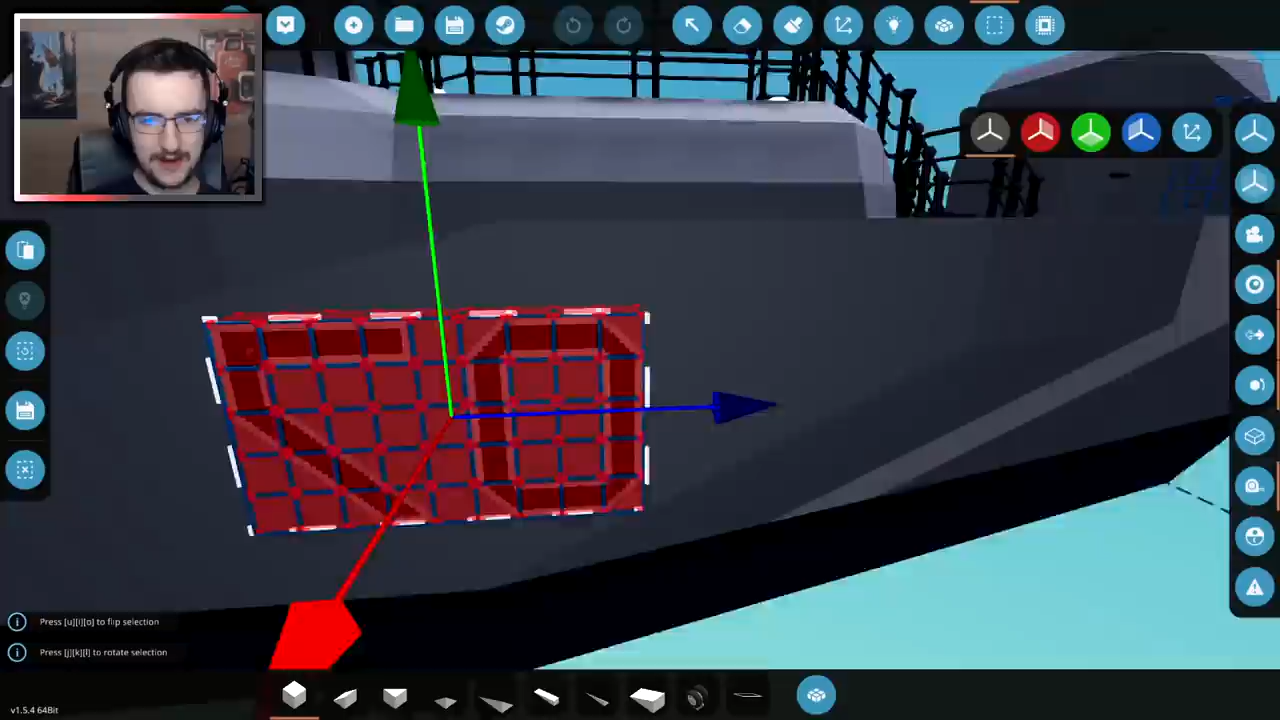 Press [u][i][o] to flip selection
Press [j][k][l] to rotate selection
v1.5.4 64Bit